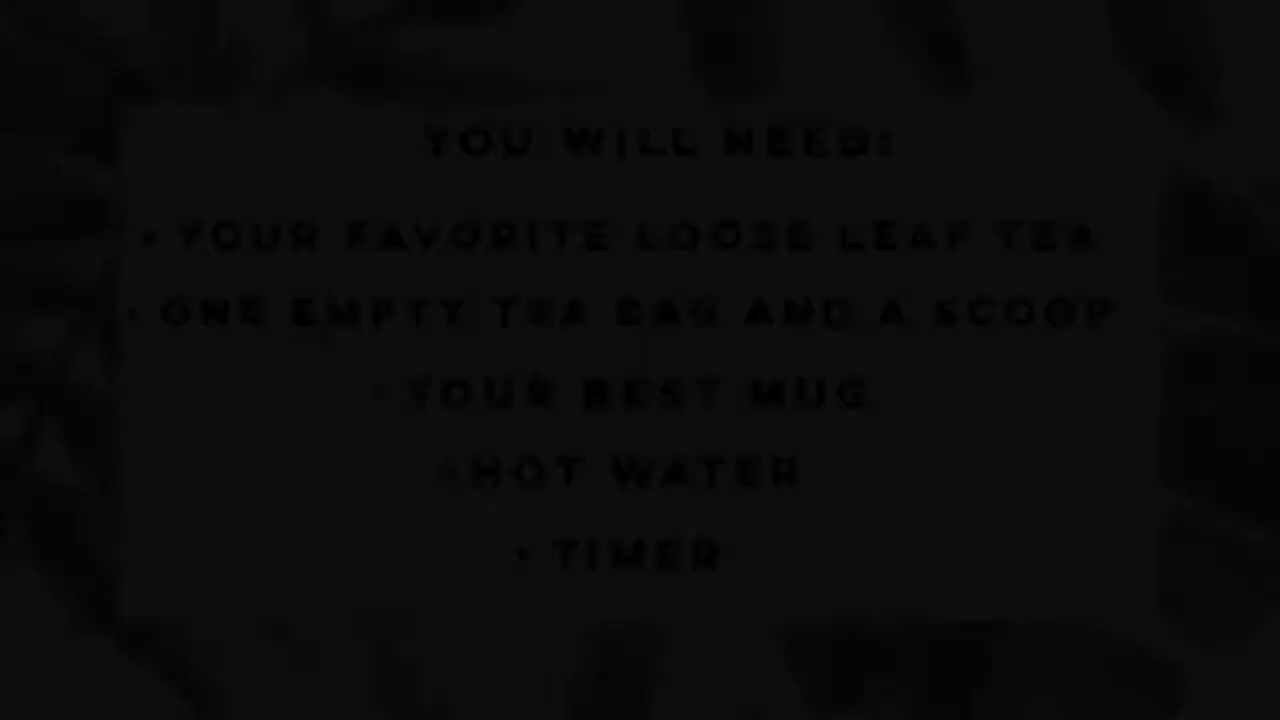 YOU WILL NEED:
• YOUR FAVORITE LOOSE LEAF TEA
• ONE EMPTY TEA BAG AND A SCOOP
• YOUR BEST MUG
• HOT WATER
• TIMER